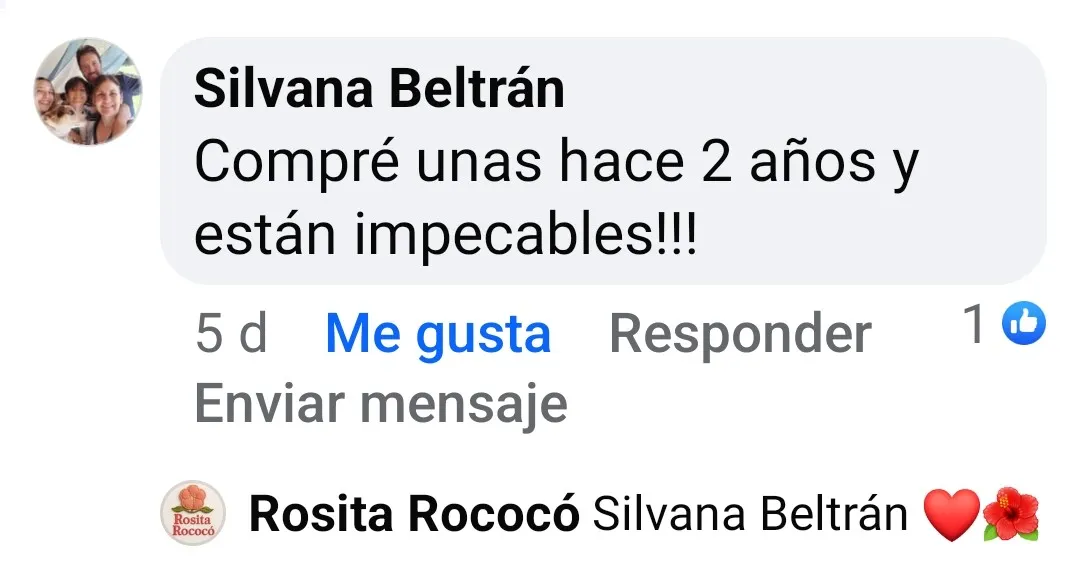 Silvana Beltrán
Compré unas hace 2 años y
están impecables!!!
5 d Me gusta Responder 1
Enviar mensaje
Rosita
Rococó
Rosita Rococó Silvana Beltrán ❤️🌺